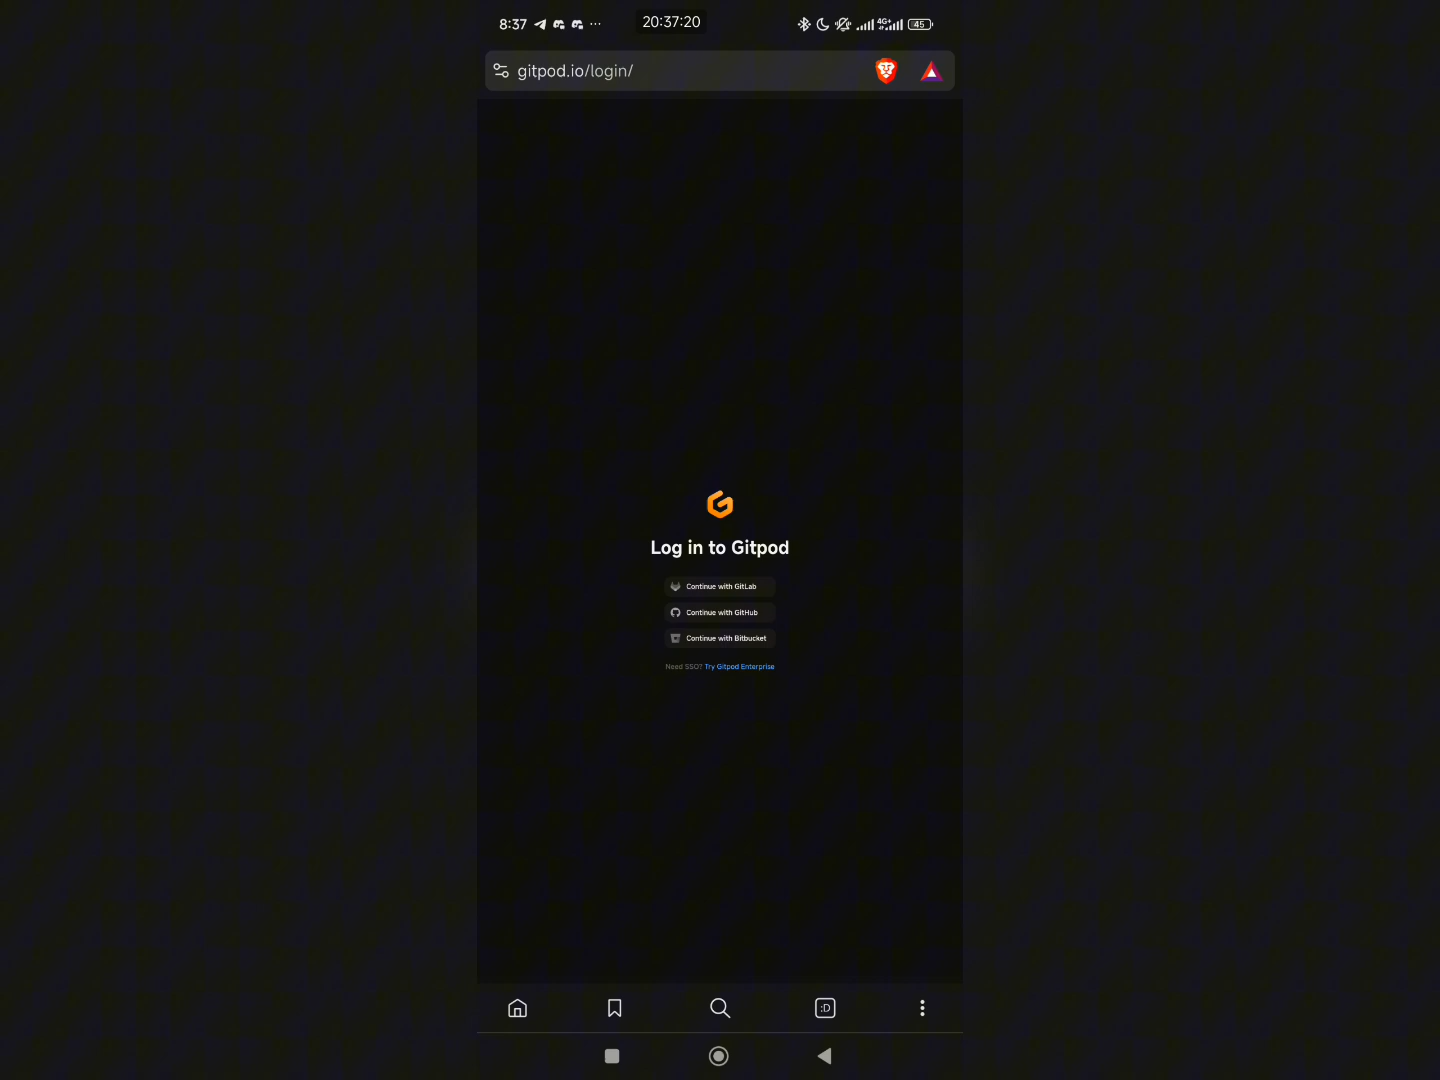 8:37
20:37:20
4G+
45
gitpod.io/login/
Log in to Gitpod
Continue with GitLab
Continue with GitHub
Continue with Bitbucket
Need SSO? Try Gitpod Enterprise
:D